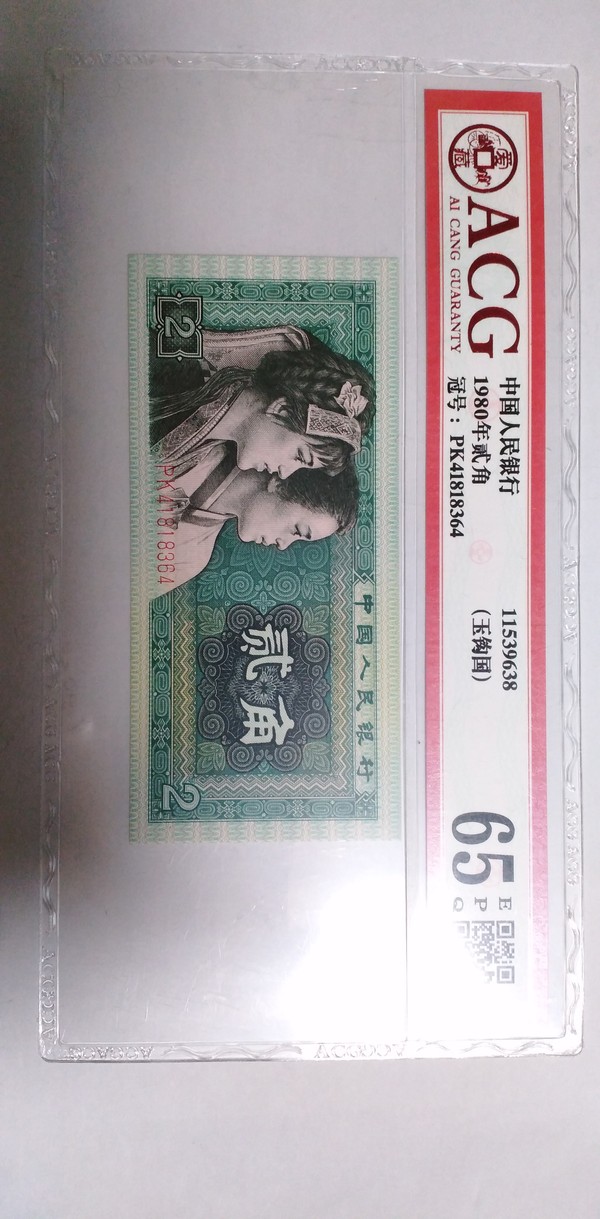 ACG
AI CANG GUARANTY
中国人民银行 11539638
1980年贰角 (玉钩国)
冠号：PK41818364
65 E
P
Q
中国人民银行
贰角
PK41818364
2
2